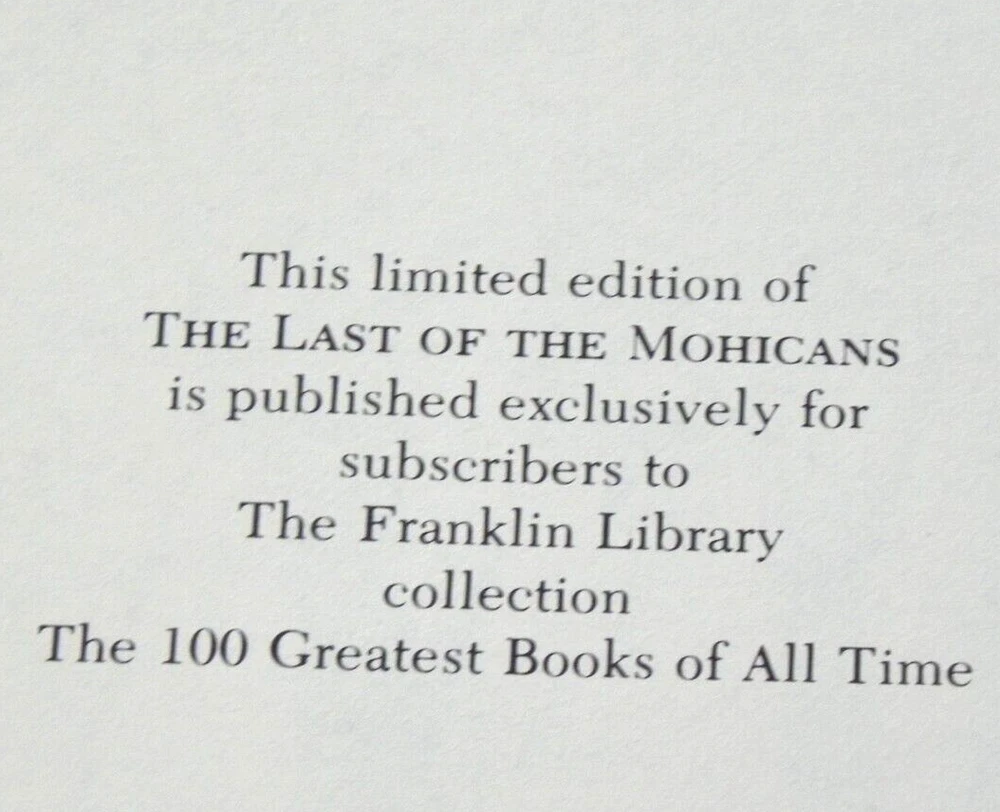 This limited edition of
THE LAST OF THE MOHICANS
is published exclusively for
subscribers to
The Franklin Library
collection
The 100 Greatest Books of All Time